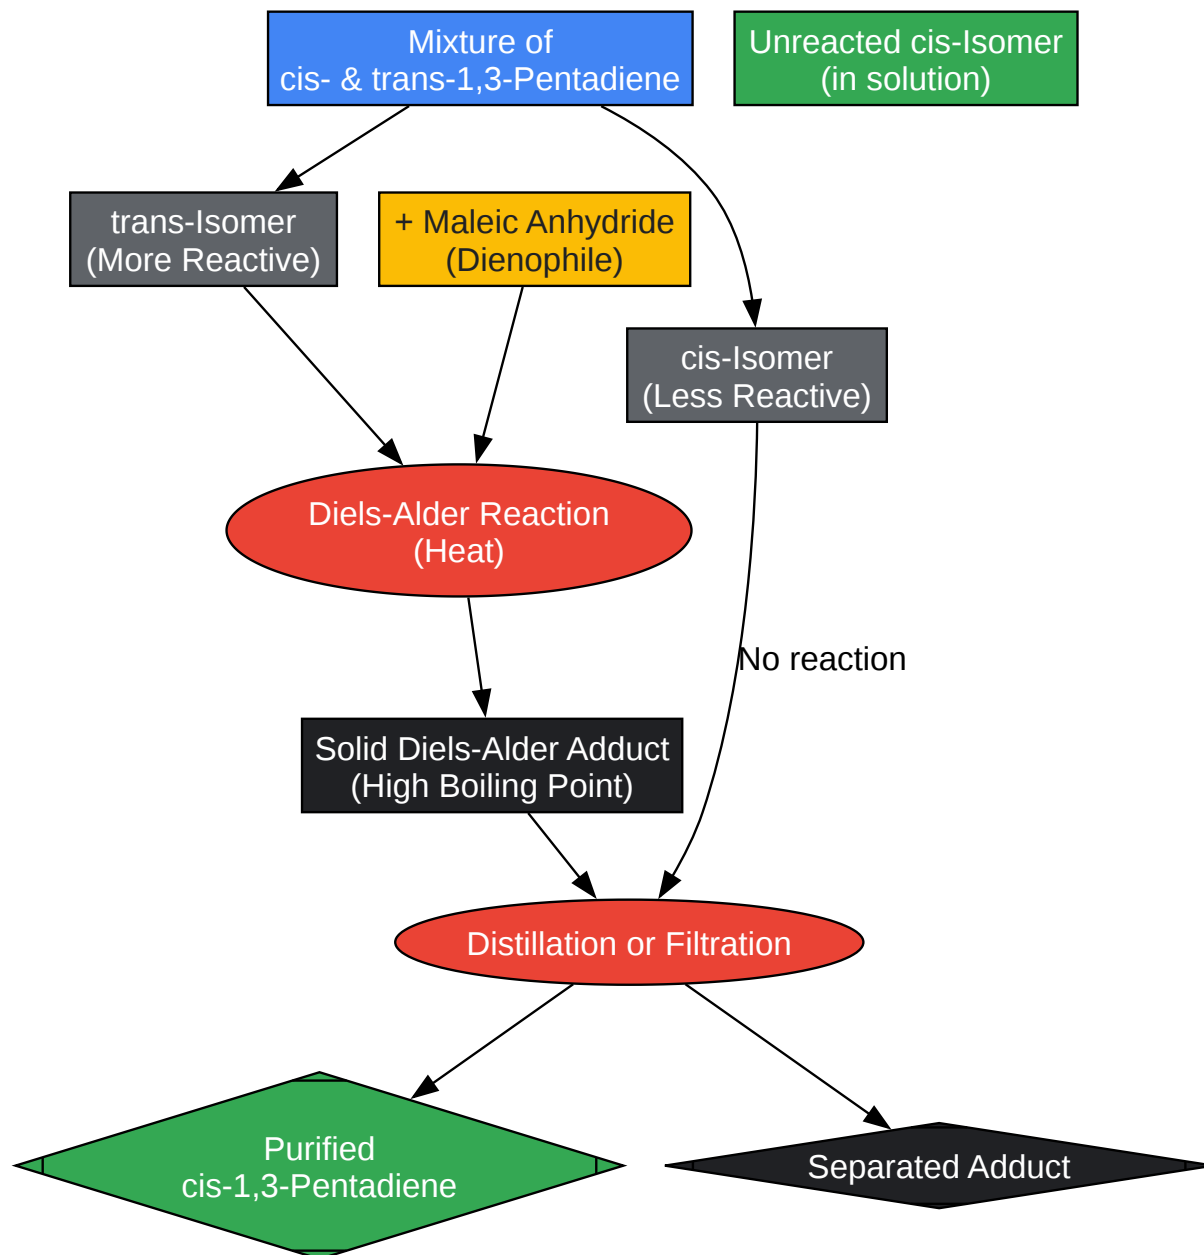 Mixture of
cis- & trans-1,3-Pentadiene
Unreacted cis-Isomer
(in solution)
trans-Isomer
(More Reactive)
+ Maleic Anhydride
(Dienophile)
cis-Isomer
(Less Reactive)
Diels-Alder Reaction
(Heat)
No reaction
Solid Diels-Alder Adduct
(High Boiling Point)
Distillation or Filtration
Purified
cis-1,3-Pentadiene
Separated Adduct